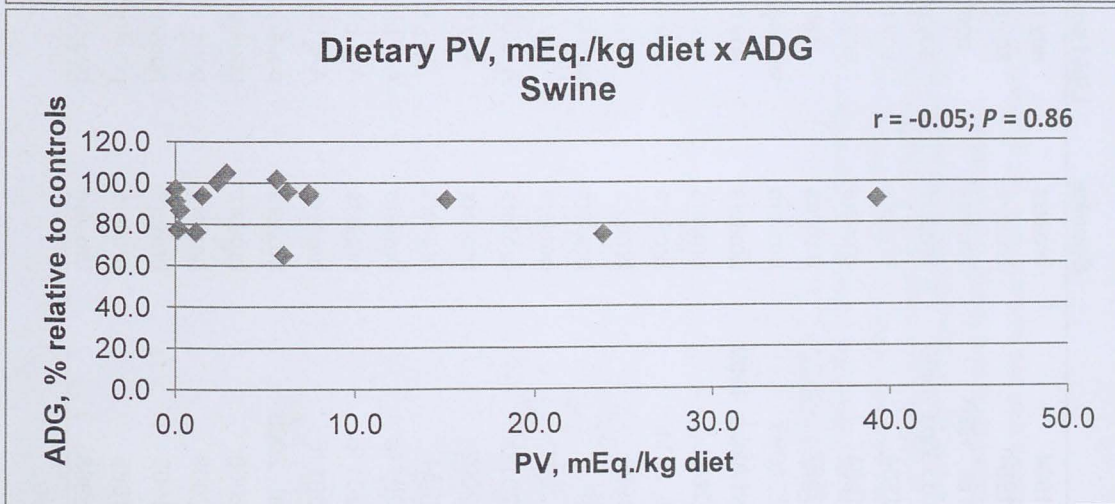 Dietary PV, mEq./kg diet x ADG
Swine
r = -0.05; P = 0.86
ADG, % relative to controls
120.0
100.0
80.0
60.0
40.0
20.0
0.0
0.0 10.0 20.0 30.0 40.0 50.0
PV, mEq./kg diet